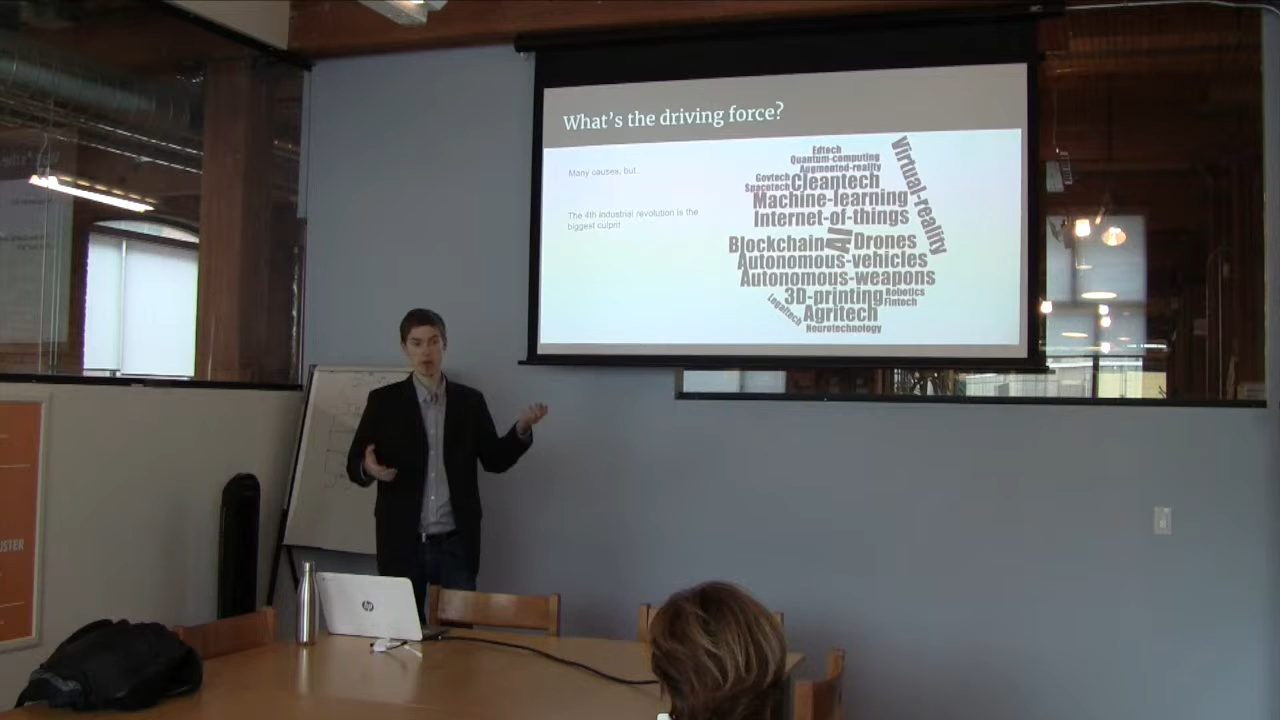 What's the driving force?
Many causes, but..
The 4th industrial revolution is the
biggest culprit
Edtech
Quantum-computing
Augmented-reality
Govtech
Spacetech
Cleantech
Virtual-reality
Machine-learning
Internet-of-things
Blockchain
AI
Drones
Autonomous-vehicles
Autonomous-weapons
3D-printing
Robotics
Fintech
Legaltech
Agritech
Neurotechnology
hp